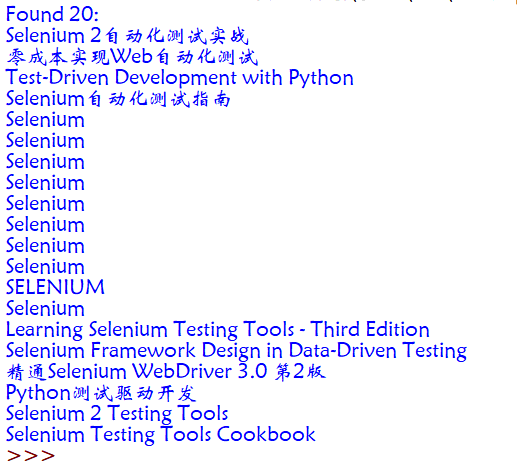 Found 20:
Selenium 2自动化测试实战
零成本实现Web自动化测试
Test-Driven Development with Python
Selenium自动化测试指南
Selenium
Selenium
Selenium
Selenium
Selenium
Selenium
Selenium
Selenium
SELENIUM
Selenium
Learning Selenium Testing Tools - Third Edition
Selenium Framework Design in Data-Driven Testing
精通Selenium WebDriver 3.0 第2版
Python测试驱动开发
Selenium 2 Testing Tools
Selenium Testing Tools Cookbook
>>>